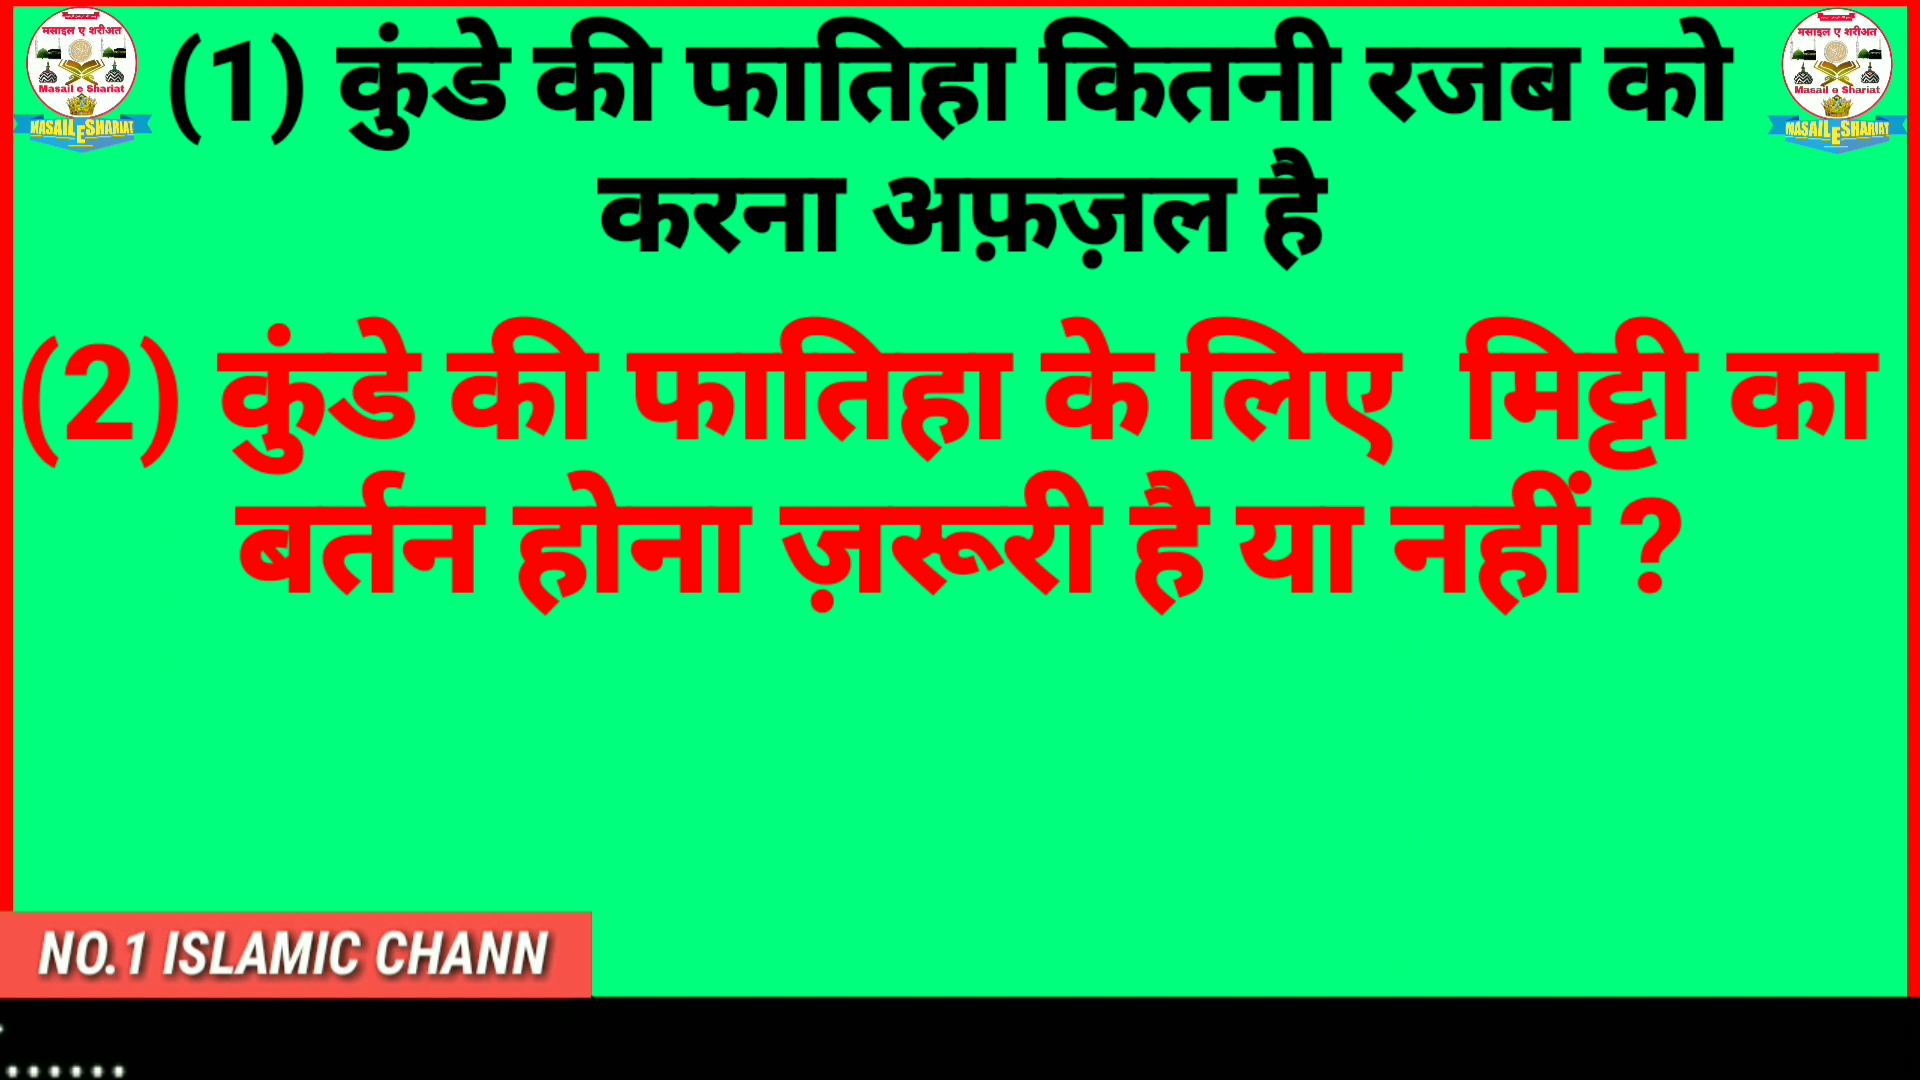 मसाइल ए शरीअत
Masail e Shariat
MASAIL E SHARIAT
मसाइल ए शरीअत
Masail e Shariat
MASAIL E SHARIAT
(1) कुंडे की फातिहा कितनी रजब को
करना अफ़ज़ल है
(2) कुंडे की फातिहा के लिए मिट्टी का
बर्तन होना ज़रूरी है या नहीं ?
NO.1 ISLAMIC CHANN